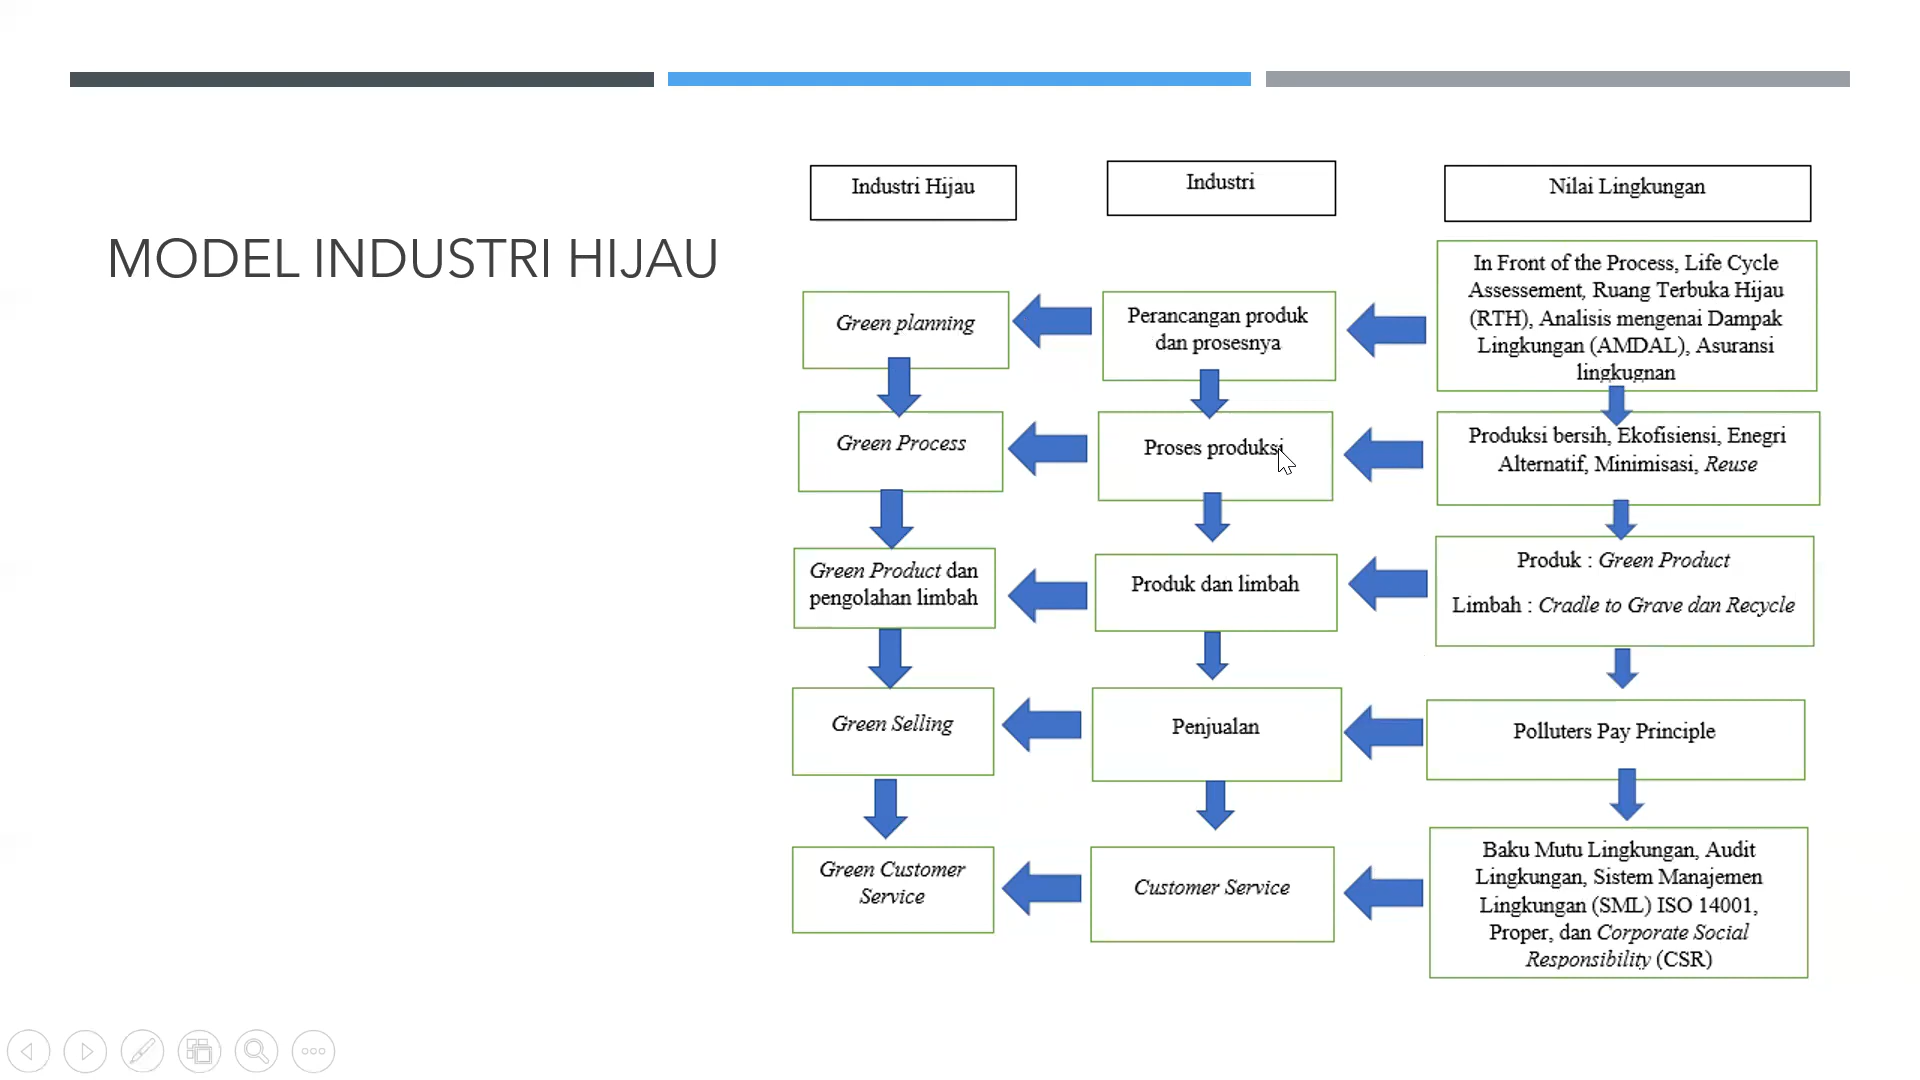 MODEL INDUSTRI HIJAU
Industri Hijau
Industri
Nilai Lingkungan
Green planning
Perancangan produk
dan prosesnya
In Front of the Process, Life Cycle
Assessement, Ruang Terbuka Hijau
(RTH), Analisis mengenai Dampak
Lingkungan (AMDAL), Asuransi
lingkugnan
Green Process
Proses produksi
Produksi bersih, Ekofisiensi, Enegri
Alternatif, Minimisasi, Reuse
Green Product dan
pengolahan limbah
Produk dan limbah
Produk : Green Product
Limbah : Cradle to Grave dan Recycle
Green Selling
Penjualan
Polluters Pay Principle
Green Customer
Service
Customer Service
Baku Mutu Lingkungan, Audit
Lingkungan, Sistem Manajemen
Lingkungan (SML) ISO 14001,
Proper, dan Corporate Social
Responsibility (CSR)